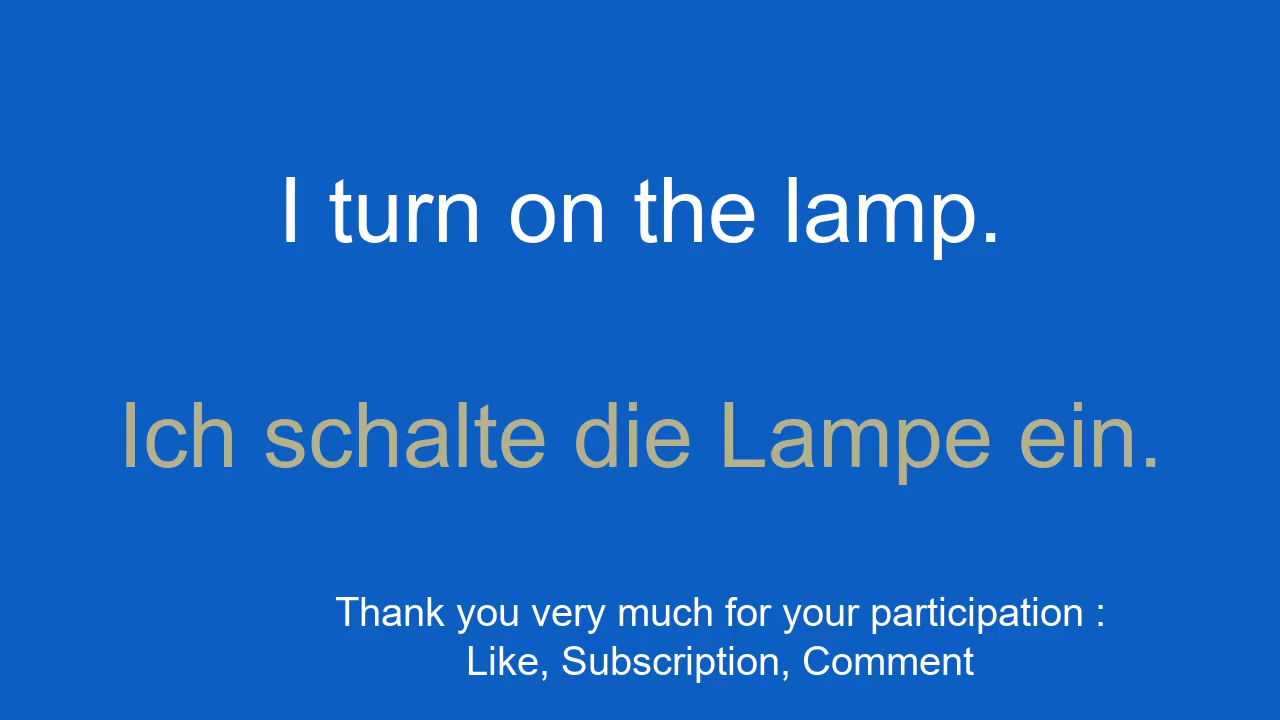 I turn on the lamp.
Ich schalte die Lampe ein.
Thank you very much for your participation :
Like, Subscription, Comment